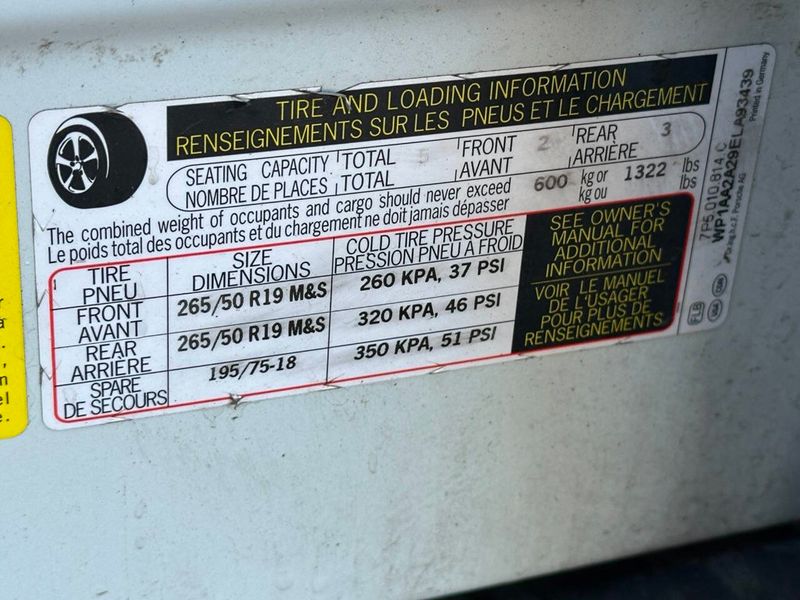 TIRE AND LOADING INFORMATION
RENSEIGNEMENTS SUR LES PNEUS ET LE CHARGEMENT
SEATING CAPACITY TOTAL 5 FRONT 2 REAR 3
NOMBRE DE PLACES TOTAL AVANT ARRIÈRE
The combined weight of occupants and cargo should never exceed 600 kg or 1322 lbs
Le poids total des occupants et du chargement ne doit jamais dépasser kg ou lbs
TIRE SIZE COLD TIRE PRESSURE
PNEU DIMENSIONS PRESSION PNEU A FROID
FRONT 265/50 R19 M&S 260 KPA, 37 PSI
AVANT
REAR 265/50 R19 M&S 320 KPA, 46 PSI
ARRIÈRE
SPARE 195/75-18 350 KPA, 51 PSI
DE SECOURS
SEE OWNER'S
MANUAL FOR
ADDITIONAL
INFORMATION
VOIR LE MANUEL
DE L'USAGER
POUR PLUS DE
RENSEIGNEMENTS
7P5 010 814 C
WP1AA2A29ELA93439
Porsche AG
Printed in Germany
FLB